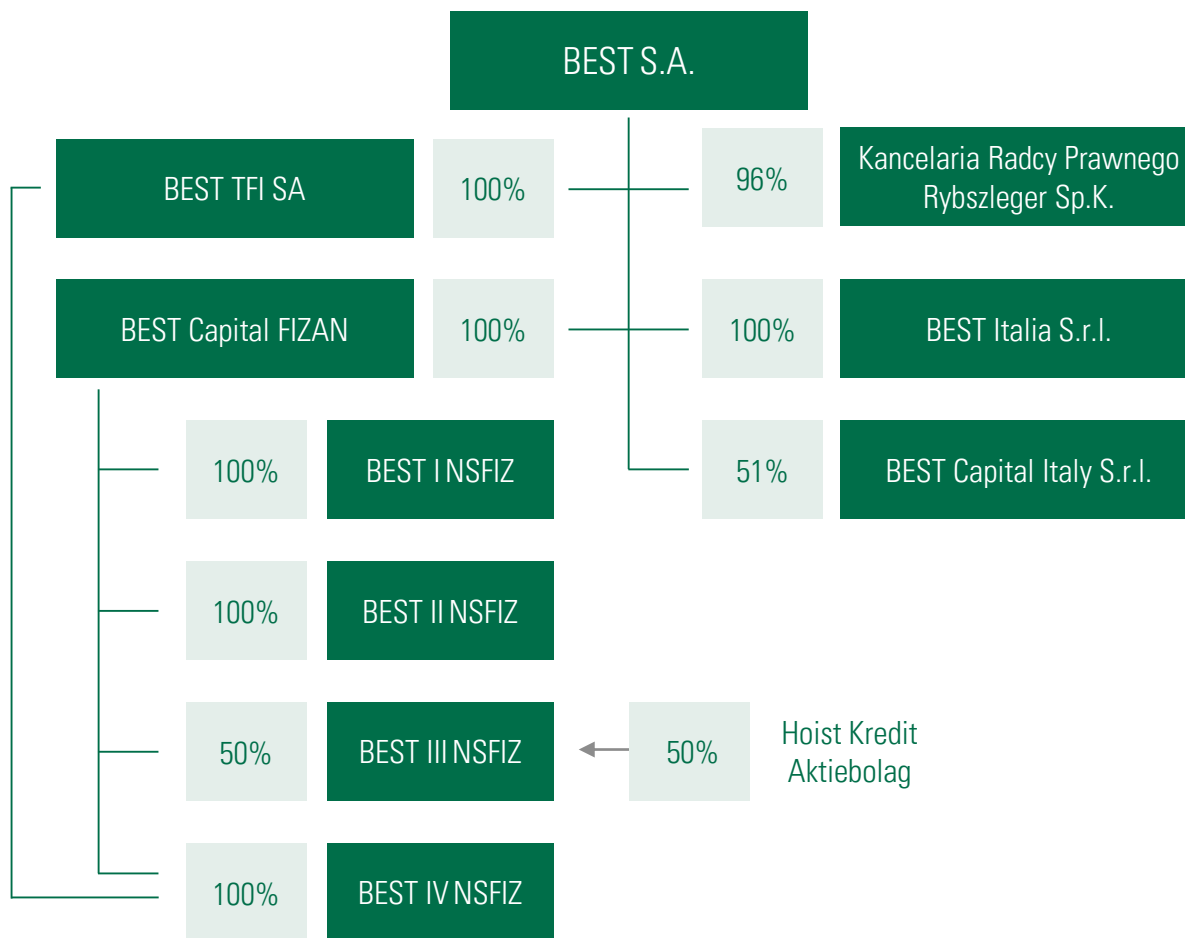 BEST S.A.
BEST TFI SA
100%
96%
Kancelaria Radcy Prawnego
Rybszleger Sp.K.
BEST Capital FIZAN
100%
100%
BEST Italia S.r.l.
100%
BEST I NSFIZ
51%
BEST Capital Italy S.r.l.
100%
BEST II NSFIZ
50%
BEST III NSFIZ
50%
Hoist Kredit
Aktiebolag
100%
BEST IV NSFIZ